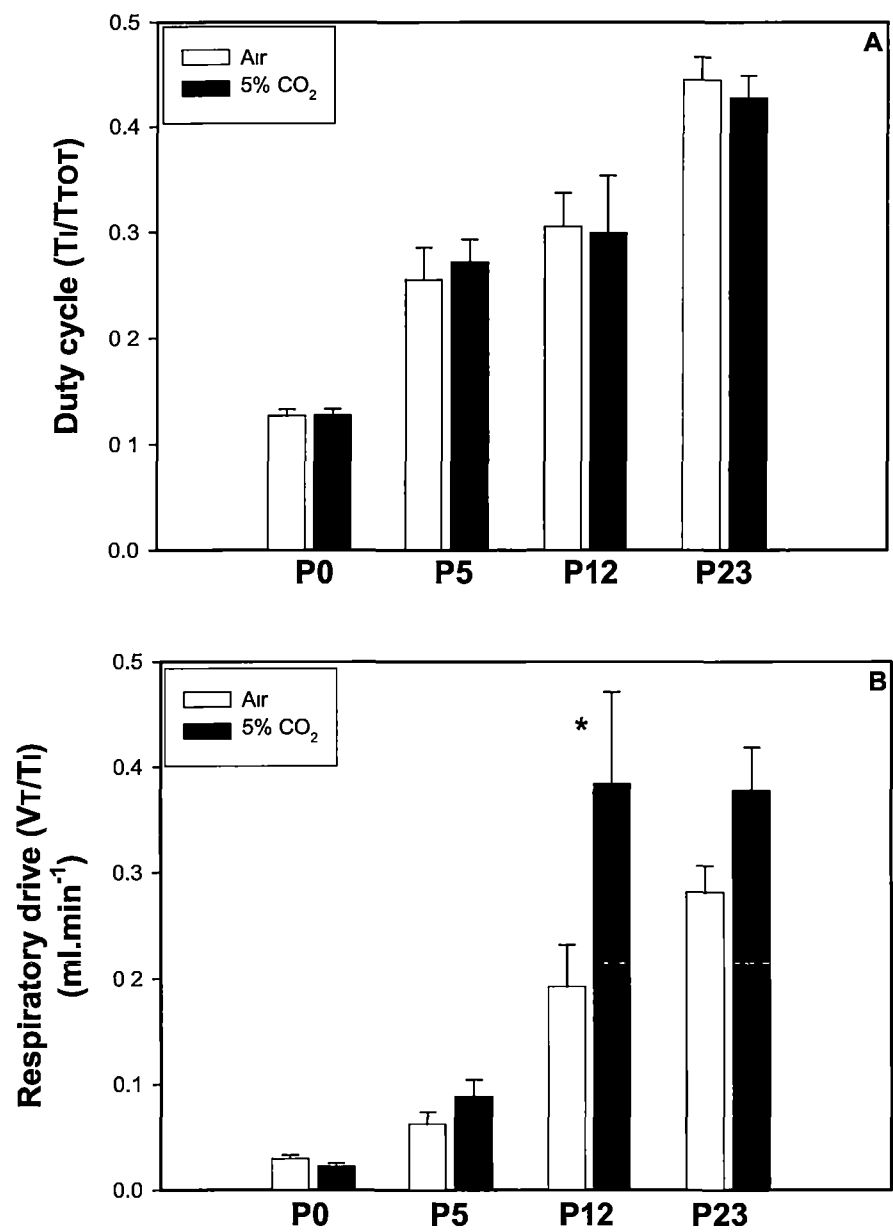 0.5
0.4
0.3
0 2
0 1
0.0
Duty cycle (TI/TTOT)
Air
5% CO2
A
P0 P5 P12 P23
0.5
0.4
0.3
0.2
0.1
0.0
Respiratory drive (VT/TI)
(ml.min-1)
Air
5% CO2
B
*
P0 P5 P12 P23